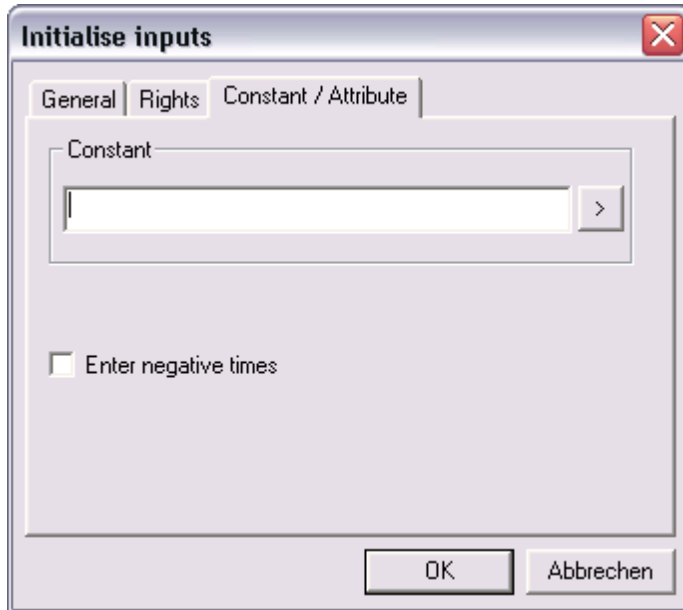 Initialise inputs
General Rights Constant / Attribute
Constant
>
Enter negative times
OK Abbrechen